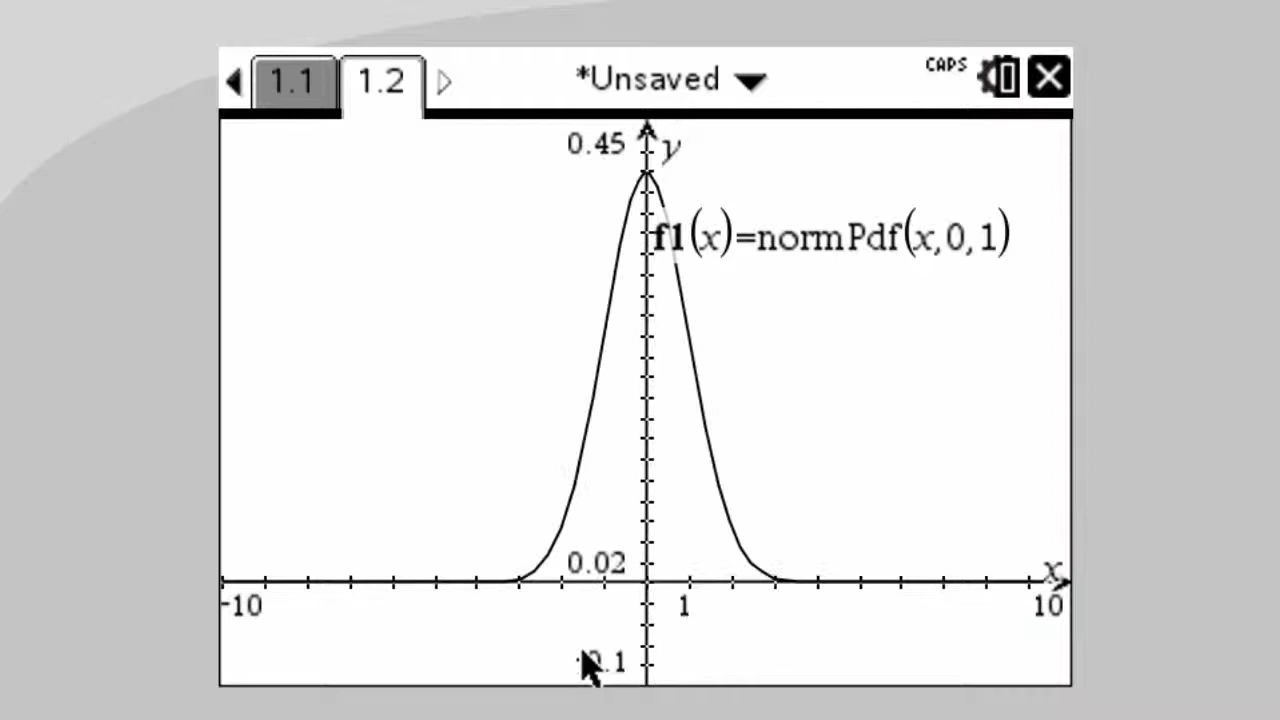 1.1 1.2 *Unsaved CAPS
0.45 y
f1(x)=normPdf(x,0,1)
0.02
x
-10 1 10